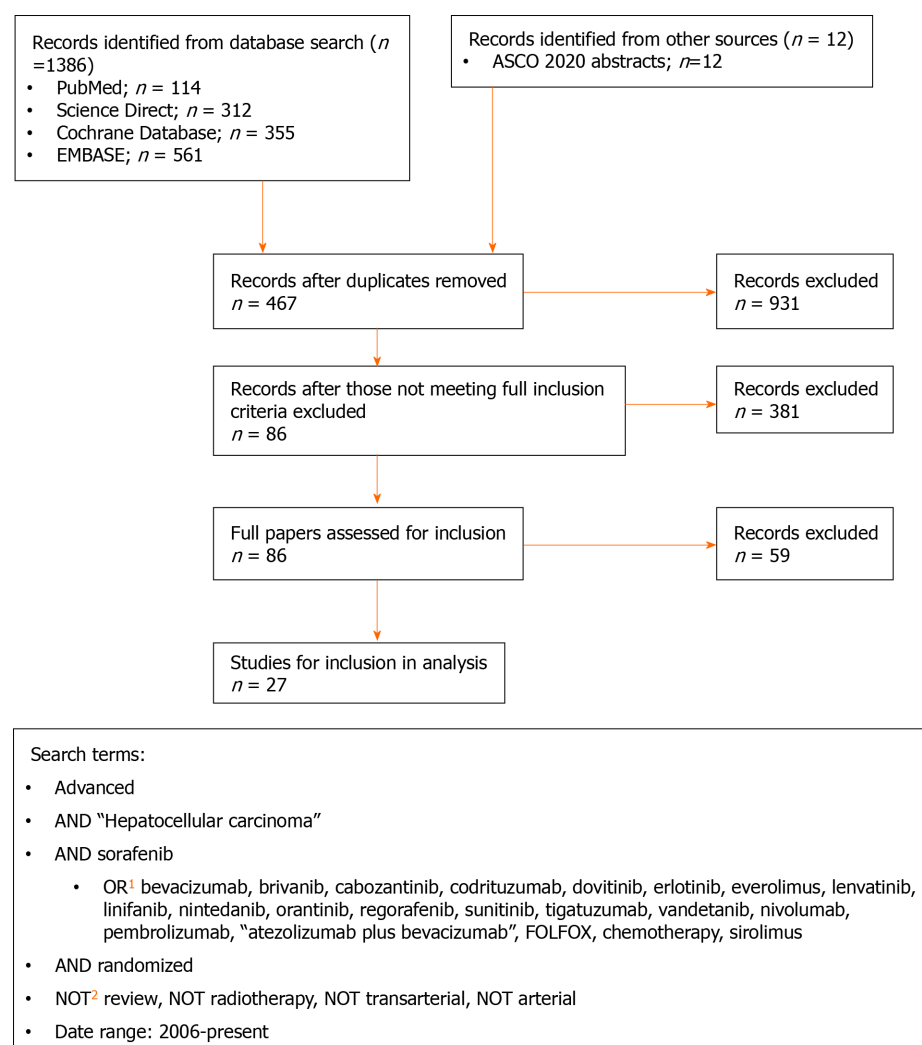 Records identified from database search (n
=1386)
• PubMed; n = 114
• Science Direct; n = 312
• Cochrane Database; n = 355
• EMBASE; n = 561
Records identified from other sources (n = 12)
• ASCO 2020 abstracts; n=12
Records after duplicates removed
n = 467
Records excluded
n = 931
Records after those not meeting full inclusion
criteria excluded
n = 86
Records excluded
n = 381
Full papers assessed for inclusion
n = 86
Records excluded
n = 59
Studies for inclusion in analysis
n = 27
Search terms:
• Advanced
• AND “Hepatocellular carcinoma”
• AND sorafenib
• OR¹ bevacizumab, brivanib, cabozantinib, codrituzumab, dovitinib, erlotinib, everolimus, lenvatinib,
linifanib, nintedanib, orantinib, regorafenib, sunitinib, tigatuzumab, vandetanib, nivolumab,
pembrolizumab, “atezolizumab plus bevacizumab”, FOLFOX, chemotherapy, sirolimus
• AND randomized
• NOT² review, NOT radiotherapy, NOT transarterial, NOT arterial
• Date range: 2006-present